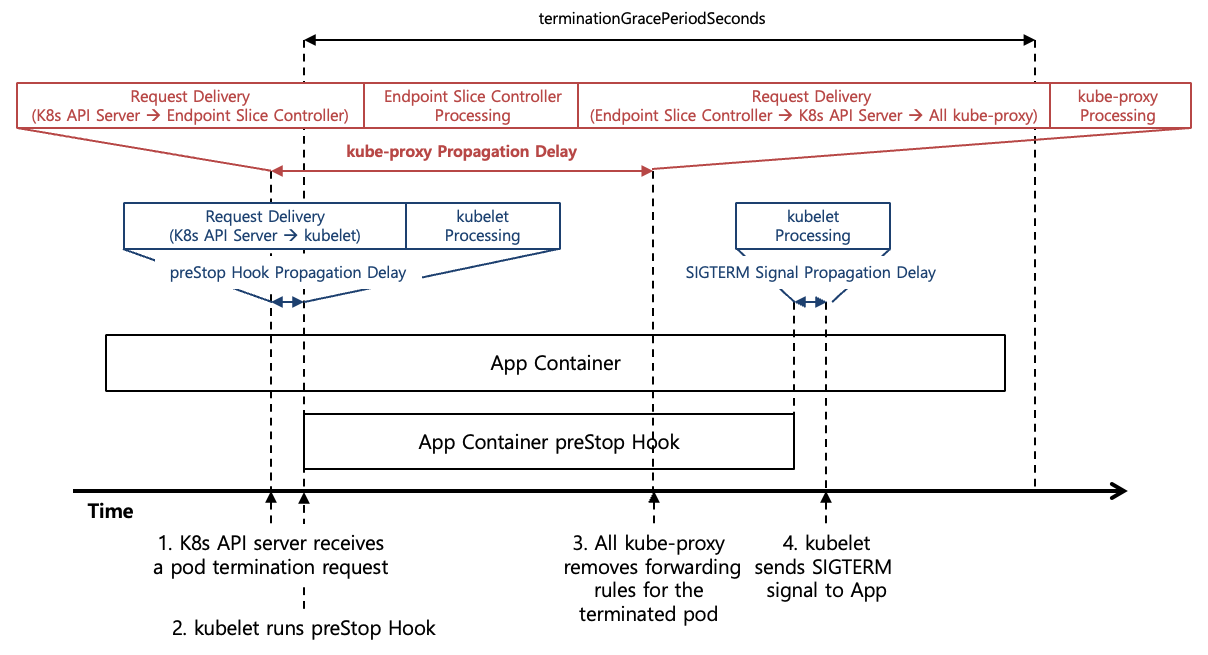 terminationGracePeriodSeconds
Request Delivery
(K8s API Server → Endpoint Slice Controller)
Endpoint Slice Controller
Processing
Request Delivery
(Endpoint Slice Controller → K8s API Server → All kube-proxy)
kube-proxy
Processing
kube-proxy Propagation Delay
Request Delivery
(K8s API Server → kubelet)
kubelet
Processing
kubelet
Processing
preStop Hook Propagation Delay
SIGTERM Signal Propagation Delay
App Container
App Container preStop Hook
Time
1. K8s API server receives
a pod termination request
2. kubelet runs preStop Hook
3. All kube-proxy
removes forwarding
rules for the
terminated pod
4. kubelet
sends SIGTERM
signal to App